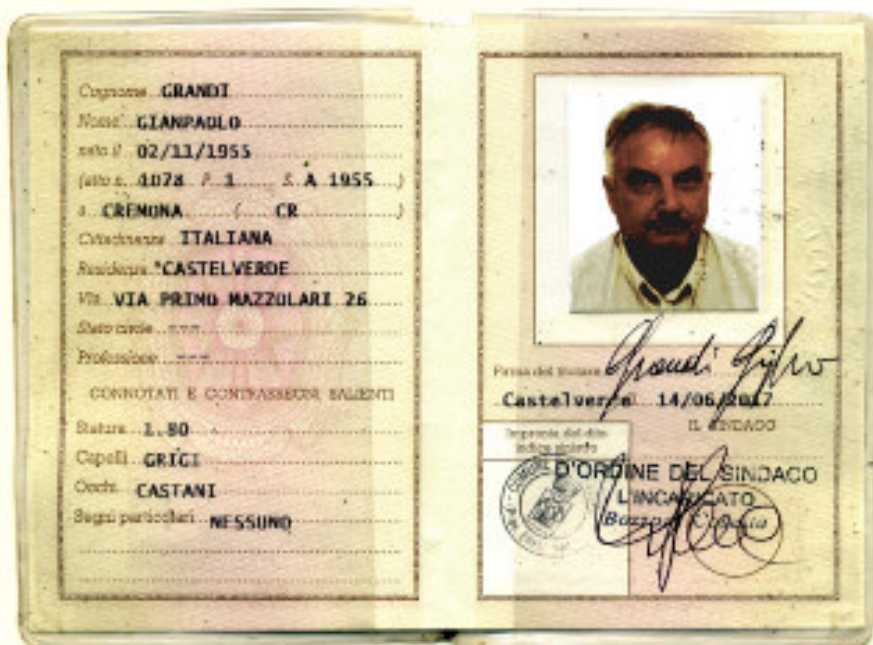 Cognome GRANDI
Nome GIANPAOLO
nato il 02/11/1955
(atto n. 1078 P. 1 S. A 1955 )
a CREMONA ( CR )
Cittadinanza ITALIANA
Residenza CASTELVERDE
Via VIA PRIMO MAZZOLARI 26
Stato civile ===
Professione ===
CONNOTATI E CONTRASSEGNI SALIENTI
Statura 1.80
Capelli GRIGI
Occhi CASTANI
Segni particolari NESSUNO
Firma del titolare Grandi
Castelverde 14/06/2017
IL SINDACO
Impronta del dito
indice sinistro
D'ORDINE DEL SINDACO
L'INCARICATO